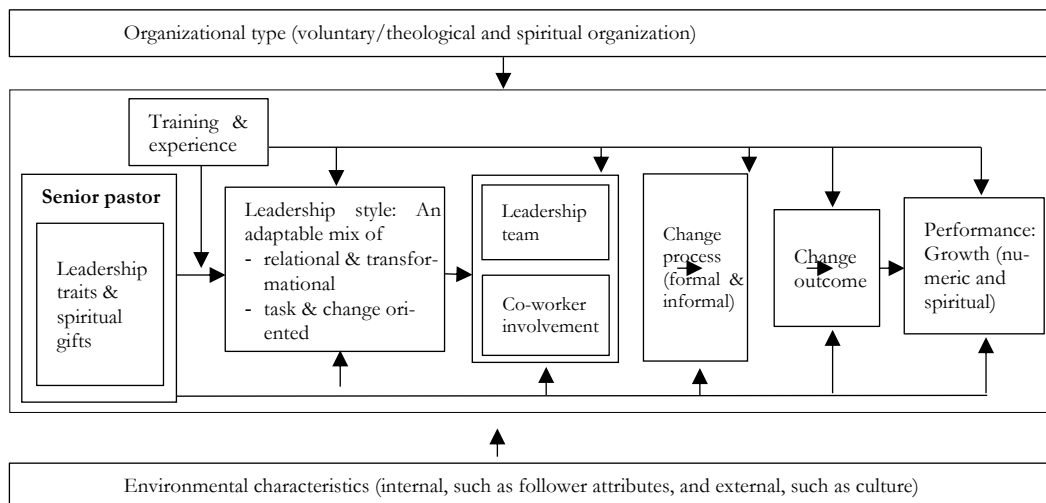 Organizational type (voluntary/theological and spiritual organization)
Training &
experience
Senior pastor
Leadership
traits &
spiritual
gifts
Leadership style: An
adaptable mix of
- relational & transfor-
mational
- task & change ori-
ented
Leadership
team
Co-worker
involvement
Change
process
(formal &
informal)
Change
outcome
Performance:
Growth (nu-
meric and
spiritual)
Environmental characteristics (internal, such as follower attributes, and external, such as culture)